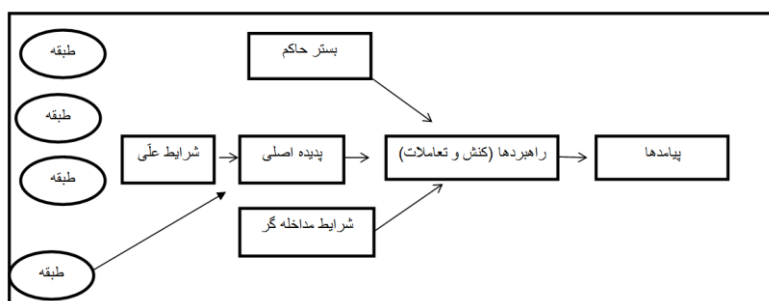 طبقه
بستر حاکم
طبقه
شرایط علّی
پدیده اصلی
راهبردها (کنش و تعاملات)
پیامدها
طبقه
شرایط مداخله گر
طبقه